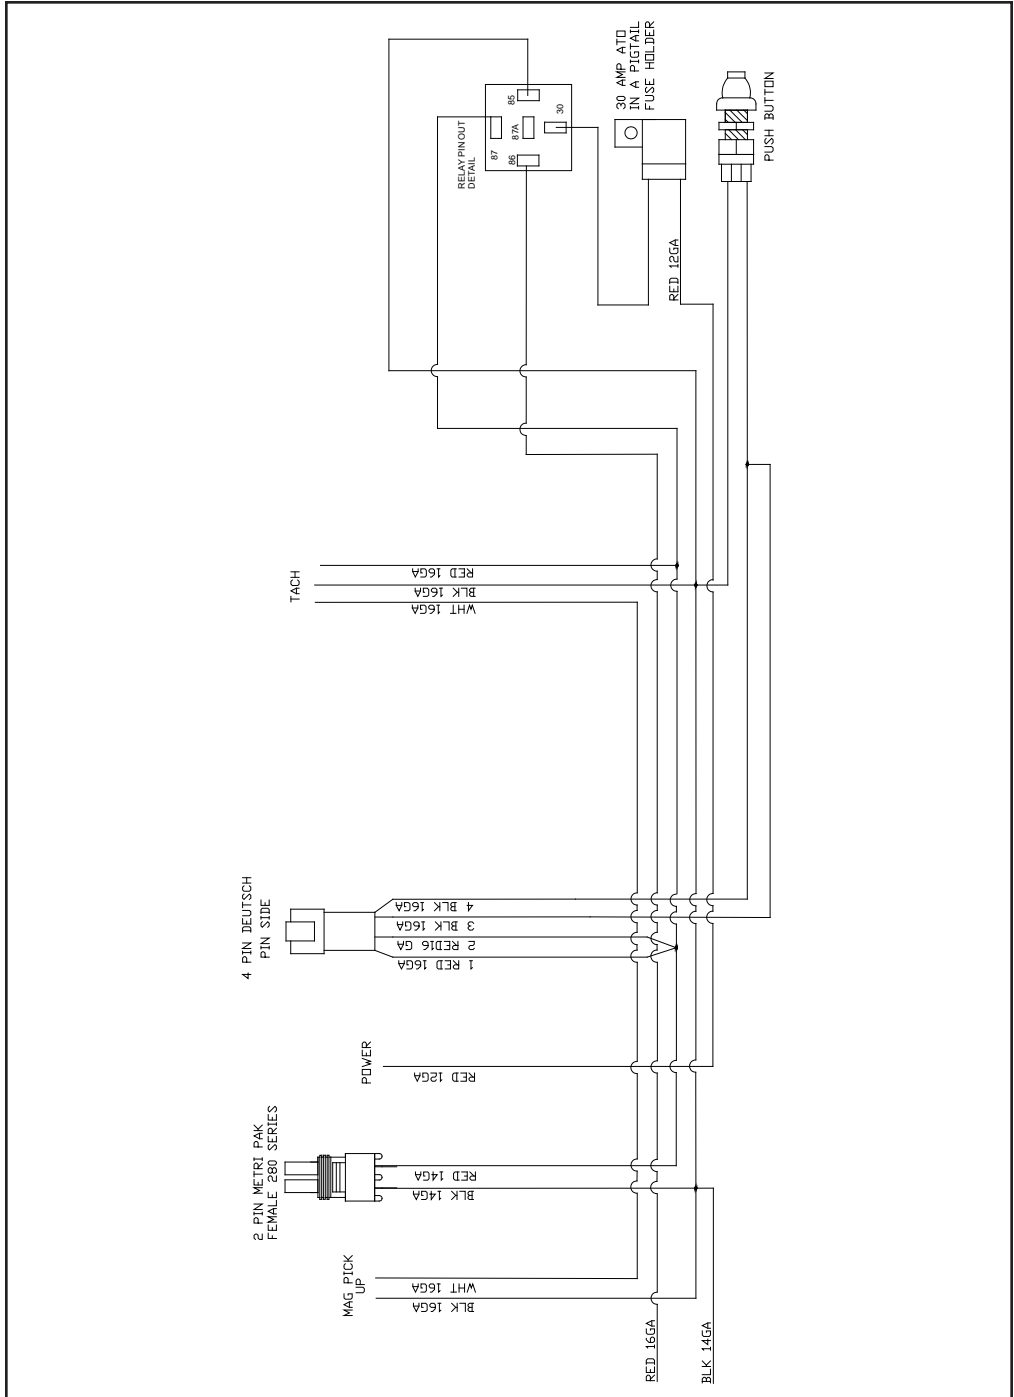 30 AMP ATO
IN A PIGTAIL
FUSE HOLDER
PUSH BUTTON
RELAY PIN OUT
DETAIL
85
30
87A
87
86
RED 12GA
TACH
RED 16GA
BLK 16GA
WHT 16GA
4 PIN DEUTSCH
PIN SIDE
4 BLK 16GA
3 BLK 16GA
2 RED16 GA
1 RED 16GA
POWER
RED 12GA
2 PIN METRI PAK
FEMALE 280 SERIES
RED 14GA
BLK 14GA
MAG PICK
UP
WHT 16GA
BLK 16GA
RED 16GA
BLK 14GA